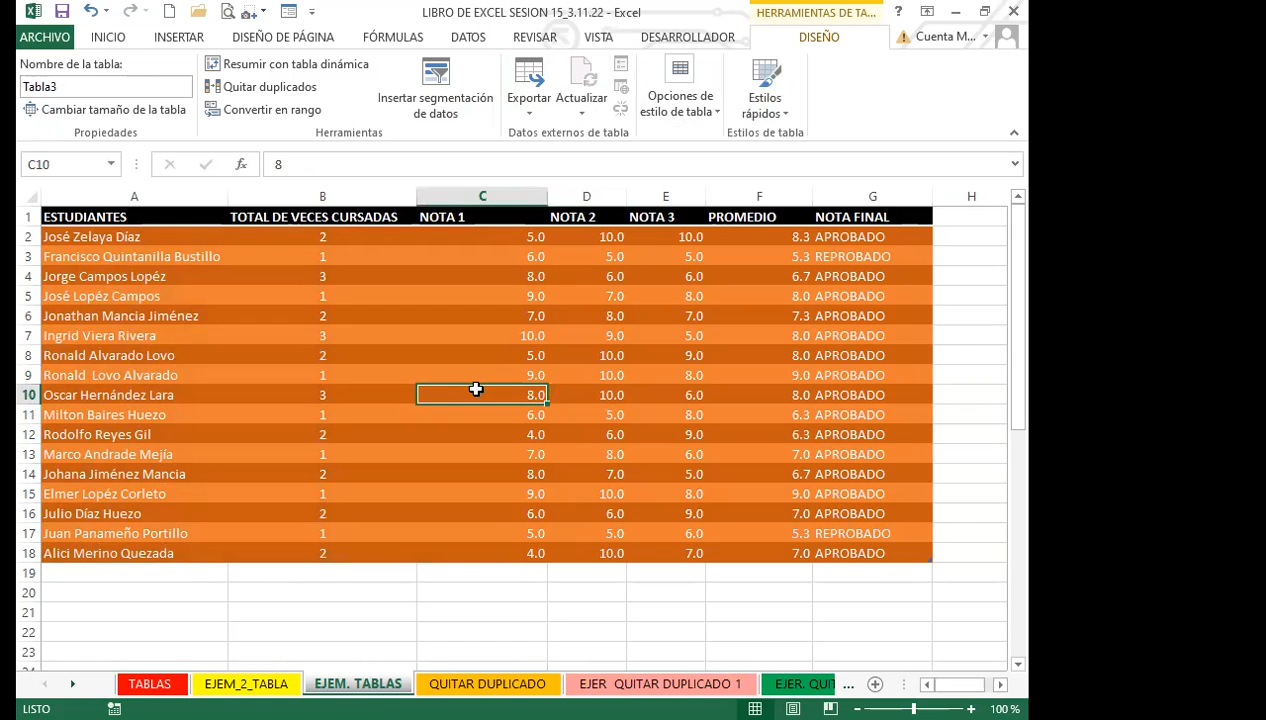 LIBRO DE EXCEL SESION 15_3.11.22 - Excel
HERRAMIENTAS DE TA...
?
ARCHIVO INICIO INSERTAR DISEÑO DE PÁGINA FÓRMULAS DATOS REVISAR VISTA DESARROLLADOR DISEÑO Cuenta M...
Nombre de la tabla:
Tabla3
Cambiar tamaño de la tabla
Propiedades
Resumir con tabla dinámica
Quitar duplicados
Convertir en rango
Insertar segmentación
de datos
Herramientas
Exportar Actualizar
Datos externos de tabla
Opciones de
estilo de tabla
Estilos
rápidos
Estilos de tabla
C10 fx 8
A B C D E F G H
1 ESTUDIANTES TOTAL DE VECES CURSADAS NOTA 1 NOTA 2 NOTA 3 PROMEDIO NOTA FINAL
2 José Zelaya Díaz 2 5.0 10.0 10.0 8.3 APROBADO
3 Francisco Quintanilla Bustillo 1 6.0 5.0 5.0 5.3 REPROBADO
4 Jorge Campos Lopéz 3 8.0 6.0 6.0 6.7 APROBADO
5 José Lopéz Campos 1 9.0 7.0 8.0 8.0 APROBADO
6 Jonathan Mancia Jiménez 2 7.0 8.0 7.0 7.3 APROBADO
7 Ingrid Viera Rivera 3 10.0 9.0 5.0 8.0 APROBADO
8 Ronald Alvarado Lovo 2 5.0 10.0 9.0 8.0 APROBADO
9 Ronald  Lovo Alvarado 1 9.0 10.0 8.0 9.0 APROBADO
10 Oscar Hernández Lara 3 8.0 10.0 6.0 8.0 APROBADO
11 Milton Baires Huezo 1 6.0 5.0 8.0 6.3 APROBADO
12 Rodolfo Reyes Gil 2 4.0 6.0 9.0 6.3 APROBADO
13 Marco Andrade Mejía 1 7.0 8.0 6.0 7.0 APROBADO
14 Johana Jiménez Mancia 2 8.0 7.0 5.0 6.7 APROBADO
15 Elmer Lopéz Corleto 1 9.0 10.0 8.0 9.0 APROBADO
16 Julio Díaz Huezo 2 6.0 6.0 9.0 7.0 APROBADO
17 Juan Panameño Portillo 1 5.0 5.0 6.0 5.3 REPROBADO
18 Alici Merino Quezada 2 4.0 10.0 7.0 7.0 APROBADO
19
20
21
22
23
TABLAS EJEM_2_TABLA EJEM. TABLAS QUITAR DUPLICADO EJER QUITAR DUPLICADO 1 EJER. QUIT ...
LISTO 100 %